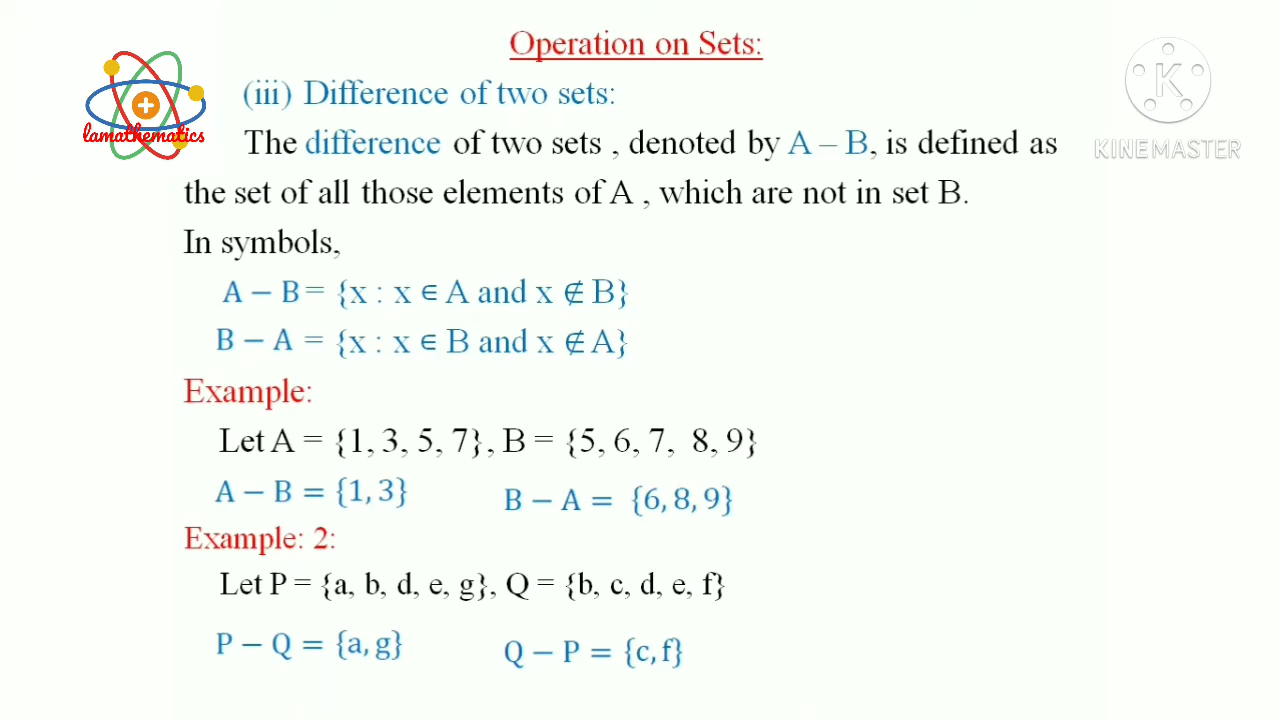 Operation on Sets:
(iii) Difference of two sets:
The difference of two sets , denoted by A – B, is defined as
the set of all those elements of A , which are not in set B.
In symbols,
A − B = {x : x ∈ A and x ∉ B}
B − A = {x : x ∈ B and x ∉ A}
Example:
Let A = {1, 3, 5, 7}, B = {5, 6, 7, 8, 9}
A − B = {1, 3} B − A = {6, 8, 9}
Example: 2:
Let P = {a, b, d, e, g}, Q = {b, c, d, e, f}
P − Q = {a, g} Q − P = {c, f}
lamathematics
K
KINEMASTER